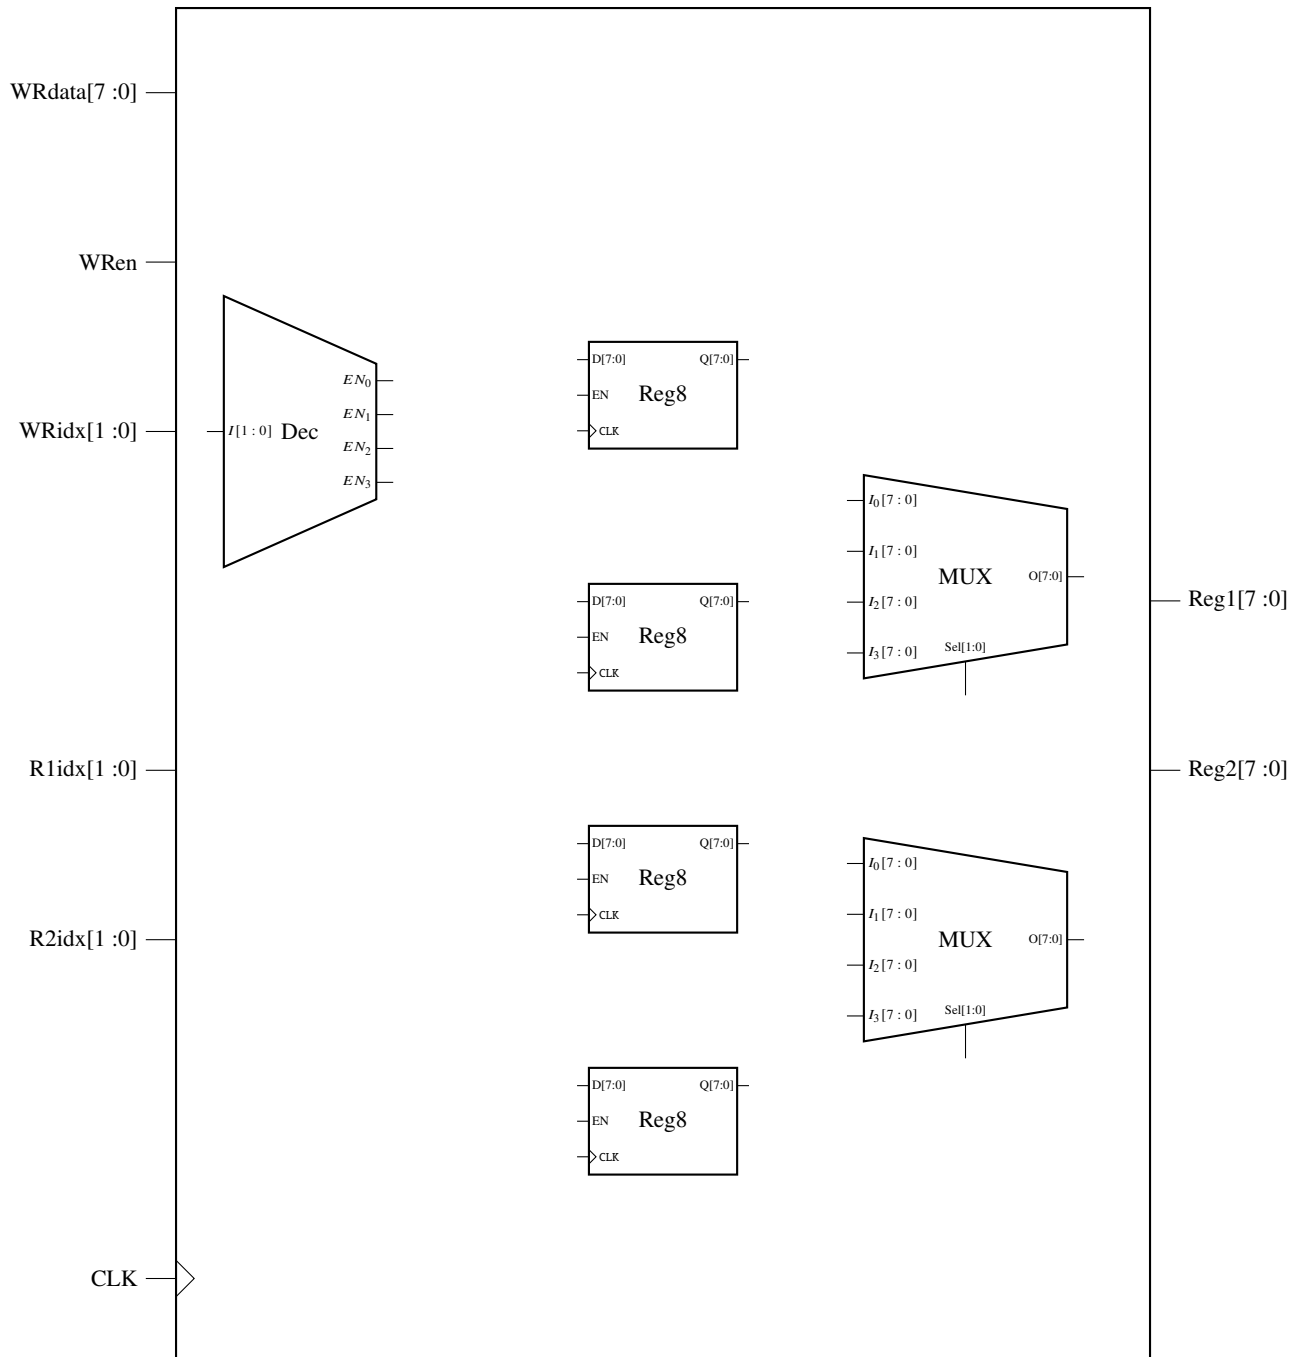 WRdata[7 :0]
WRen
WRidx[1 :0]
I[1 : 0] Dec
EN0
EN1
EN2
EN3
D[7:0] Q[7:0]
EN Reg8
CLK
I0[7 : 0]
I1[7 : 0]
I2[7 : 0]
I3[7 : 0]
MUX
O[7:0]
Sel[1:0]
D[7:0] Q[7:0]
EN Reg8
CLK
Reg1[7 :0]
R1idx[1 :0]
Reg2[7 :0]
D[7:0] Q[7:0]
EN Reg8
CLK
I0[7 : 0]
I1[7 : 0]
I2[7 : 0]
I3[7 : 0]
MUX
O[7:0]
Sel[1:0]
R2idx[1 :0]
D[7:0] Q[7:0]
EN Reg8
CLK
CLK